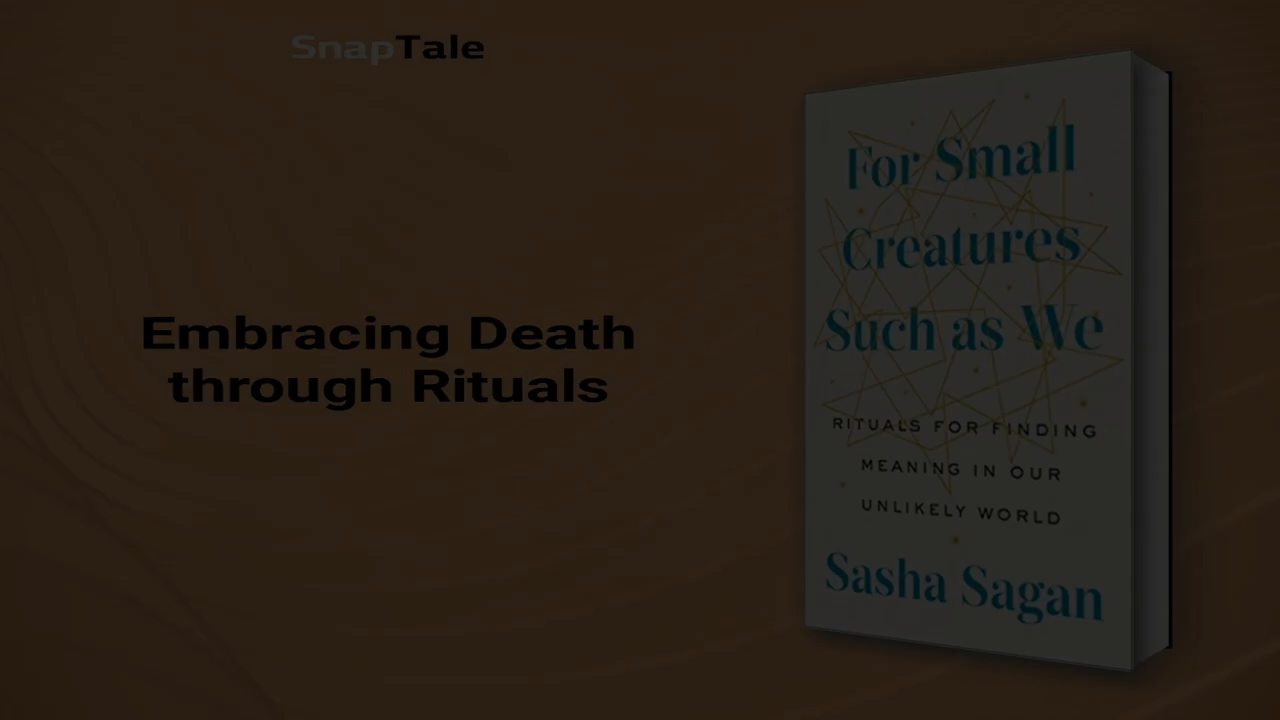 SnapTale
Embracing Death
through Rituals
For Small
Creatures
Such as We
RITUALS FOR FINDING
MEANING IN OUR
UNLIKELY WORLD
Sasha Sagan